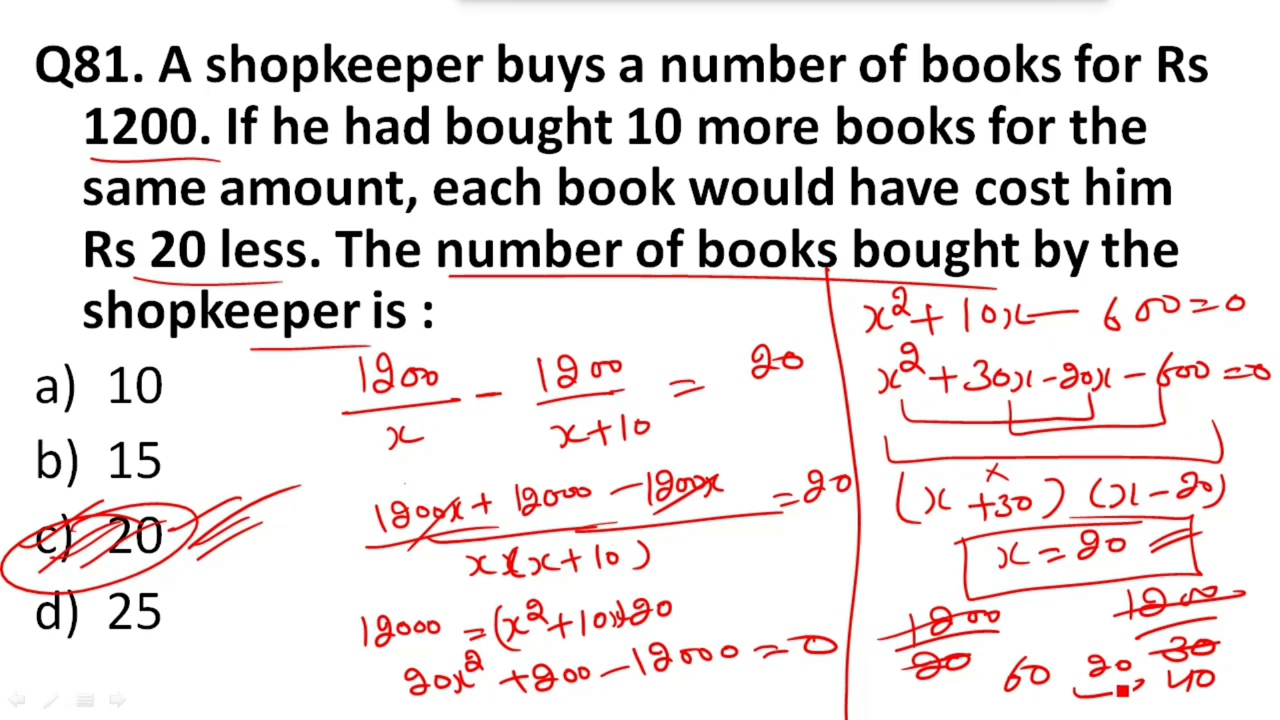 Q81. A shopkeeper buys a number of books for Rs
1200. If he had bought 10 more books for the
same amount, each book would have cost him
Rs 20 less. The number of books bought by the
shopkeeper is :
a) 10
b) 15
c) 20
d) 25
1200/x - 1200/(x+10) = 20
(1200x + 12000 - 1200x)/(x(x+10)) = 20
12000 = (x²+10x)20
20x² + 200 - 12000 = 0
x² + 10x - 600 = 0
x² + 30x - 20x - 600 = 0
(x+30) (x-20)
x = 20
1200/20 1200/30
60 20, 40